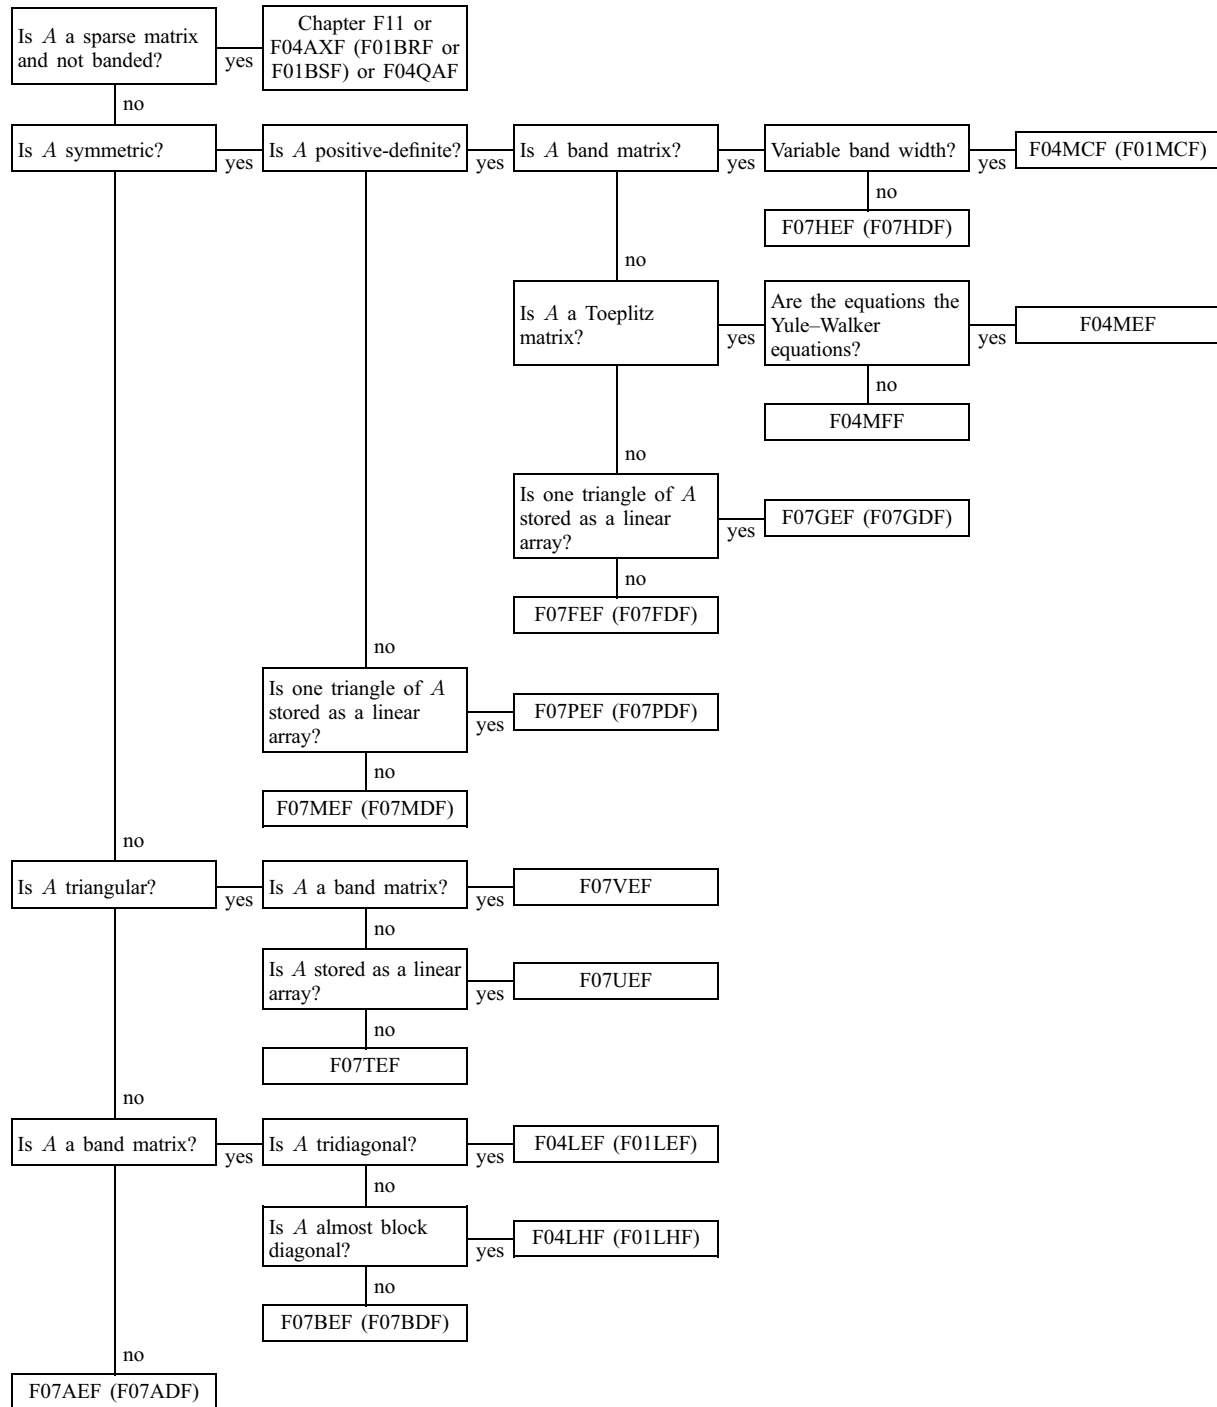 Is A a sparse matrix
and not banded?
yes
Chapter F11 or
F04AXF (F01BRF or
F01BSF) or F04QAF
no
Is A symmetric?
yes
Is A positive-definite?
yes
Is A band matrix?
yes
Variable band width?
yes
F04MCF (F01MCF)
no
F07HEF (F07HDF)
no
Is A a Toeplitz
matrix?
yes
Are the equations the
Yule–Walker
equations?
yes
F04MEF
no
F04MFF
no
Is one triangle of A
stored as a linear
array?
yes
F07GEF (F07GDF)
no
F07FEF (F07FDF)
no
Is one triangle of A
stored as a linear
array?
yes
F07PEF (F07PDF)
no
F07MEF (F07MDF)
no
Is A triangular?
yes
Is A a band matrix?
yes
F07VEF
no
Is A stored as a linear
array?
yes
F07UEF
no
F07TEF
no
Is A a band matrix?
yes
Is A tridiagonal?
yes
F04LEF (F01LEF)
no
Is A almost block
diagonal?
yes
F04LHF (F01LHF)
no
F07BEF (F07BDF)
no
F07AEF (F07ADF)